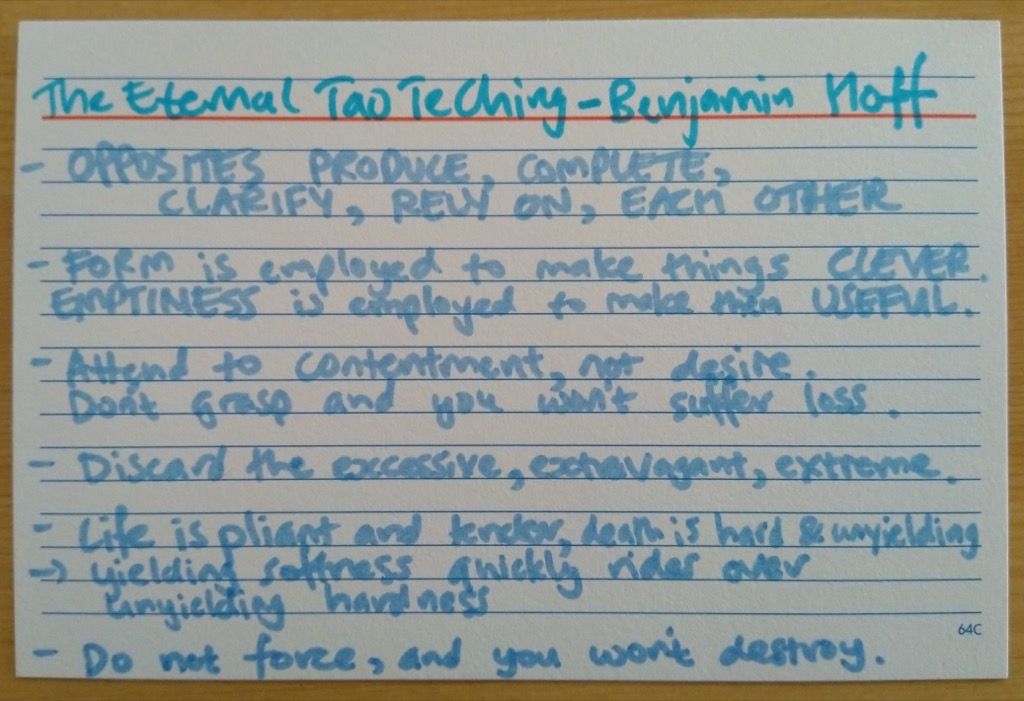 The Eternal Tao Te Ching - Benjamin Hoff
- OPPOSITES PRODUCE, COMPLETE,
CLARIFY, RELY ON, EACH OTHER
- FORM is employed to make things CLEVER.
EMPTINESS is employed to make them USEFUL.
- Attend to contentment, not desire.
Don't grasp and you won't suffer loss.
- Discard the excessive, extravagant, extreme.
- Life is pliant and tender, death is hard & unyielding
→ yielding softness quickly rides over
unyielding hardness
64C
- Do not force, and you won't destroy.